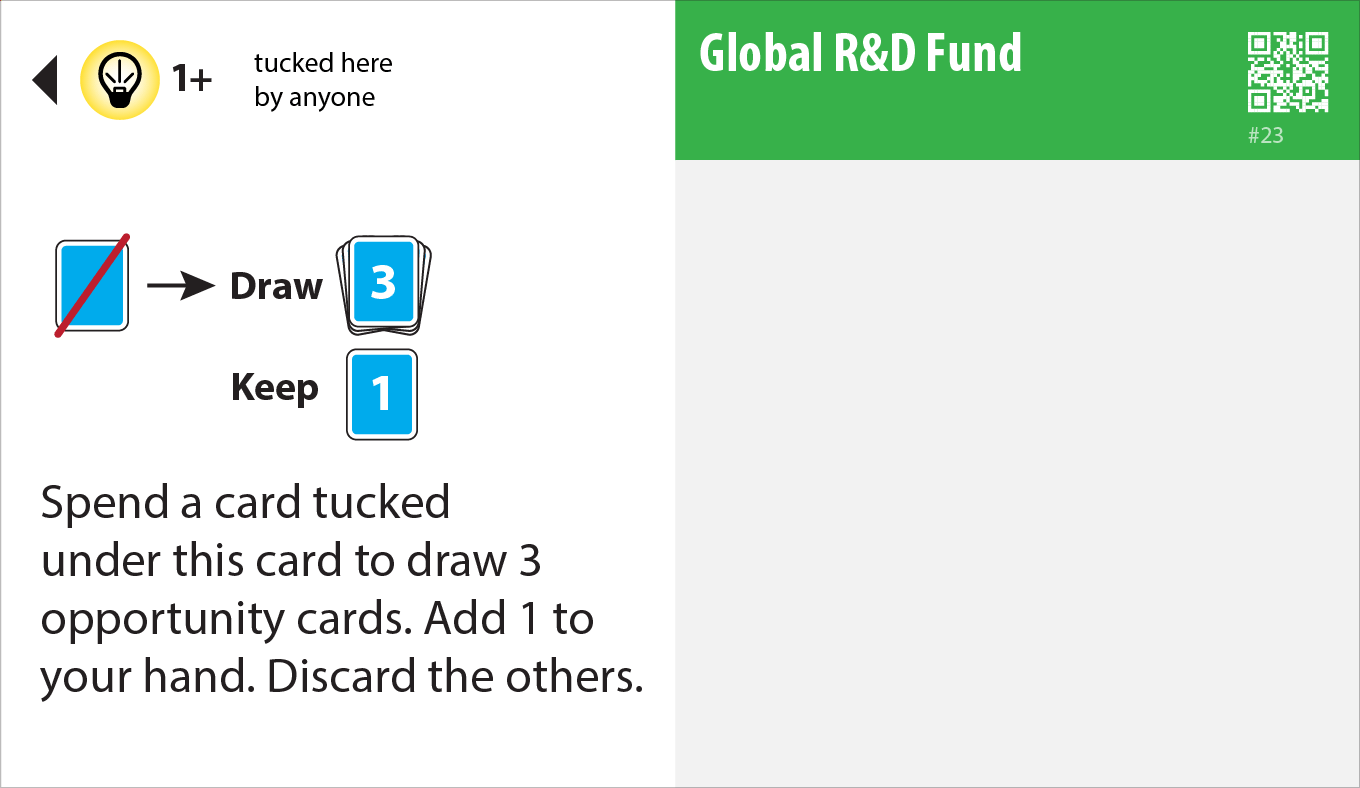 1+
tucked here
by anyone
Draw 3
Keep 1
Spend a card tucked
under this card to draw 3
opportunity cards. Add 1 to
your hand. Discard the others.
Global R&D Fund
#23